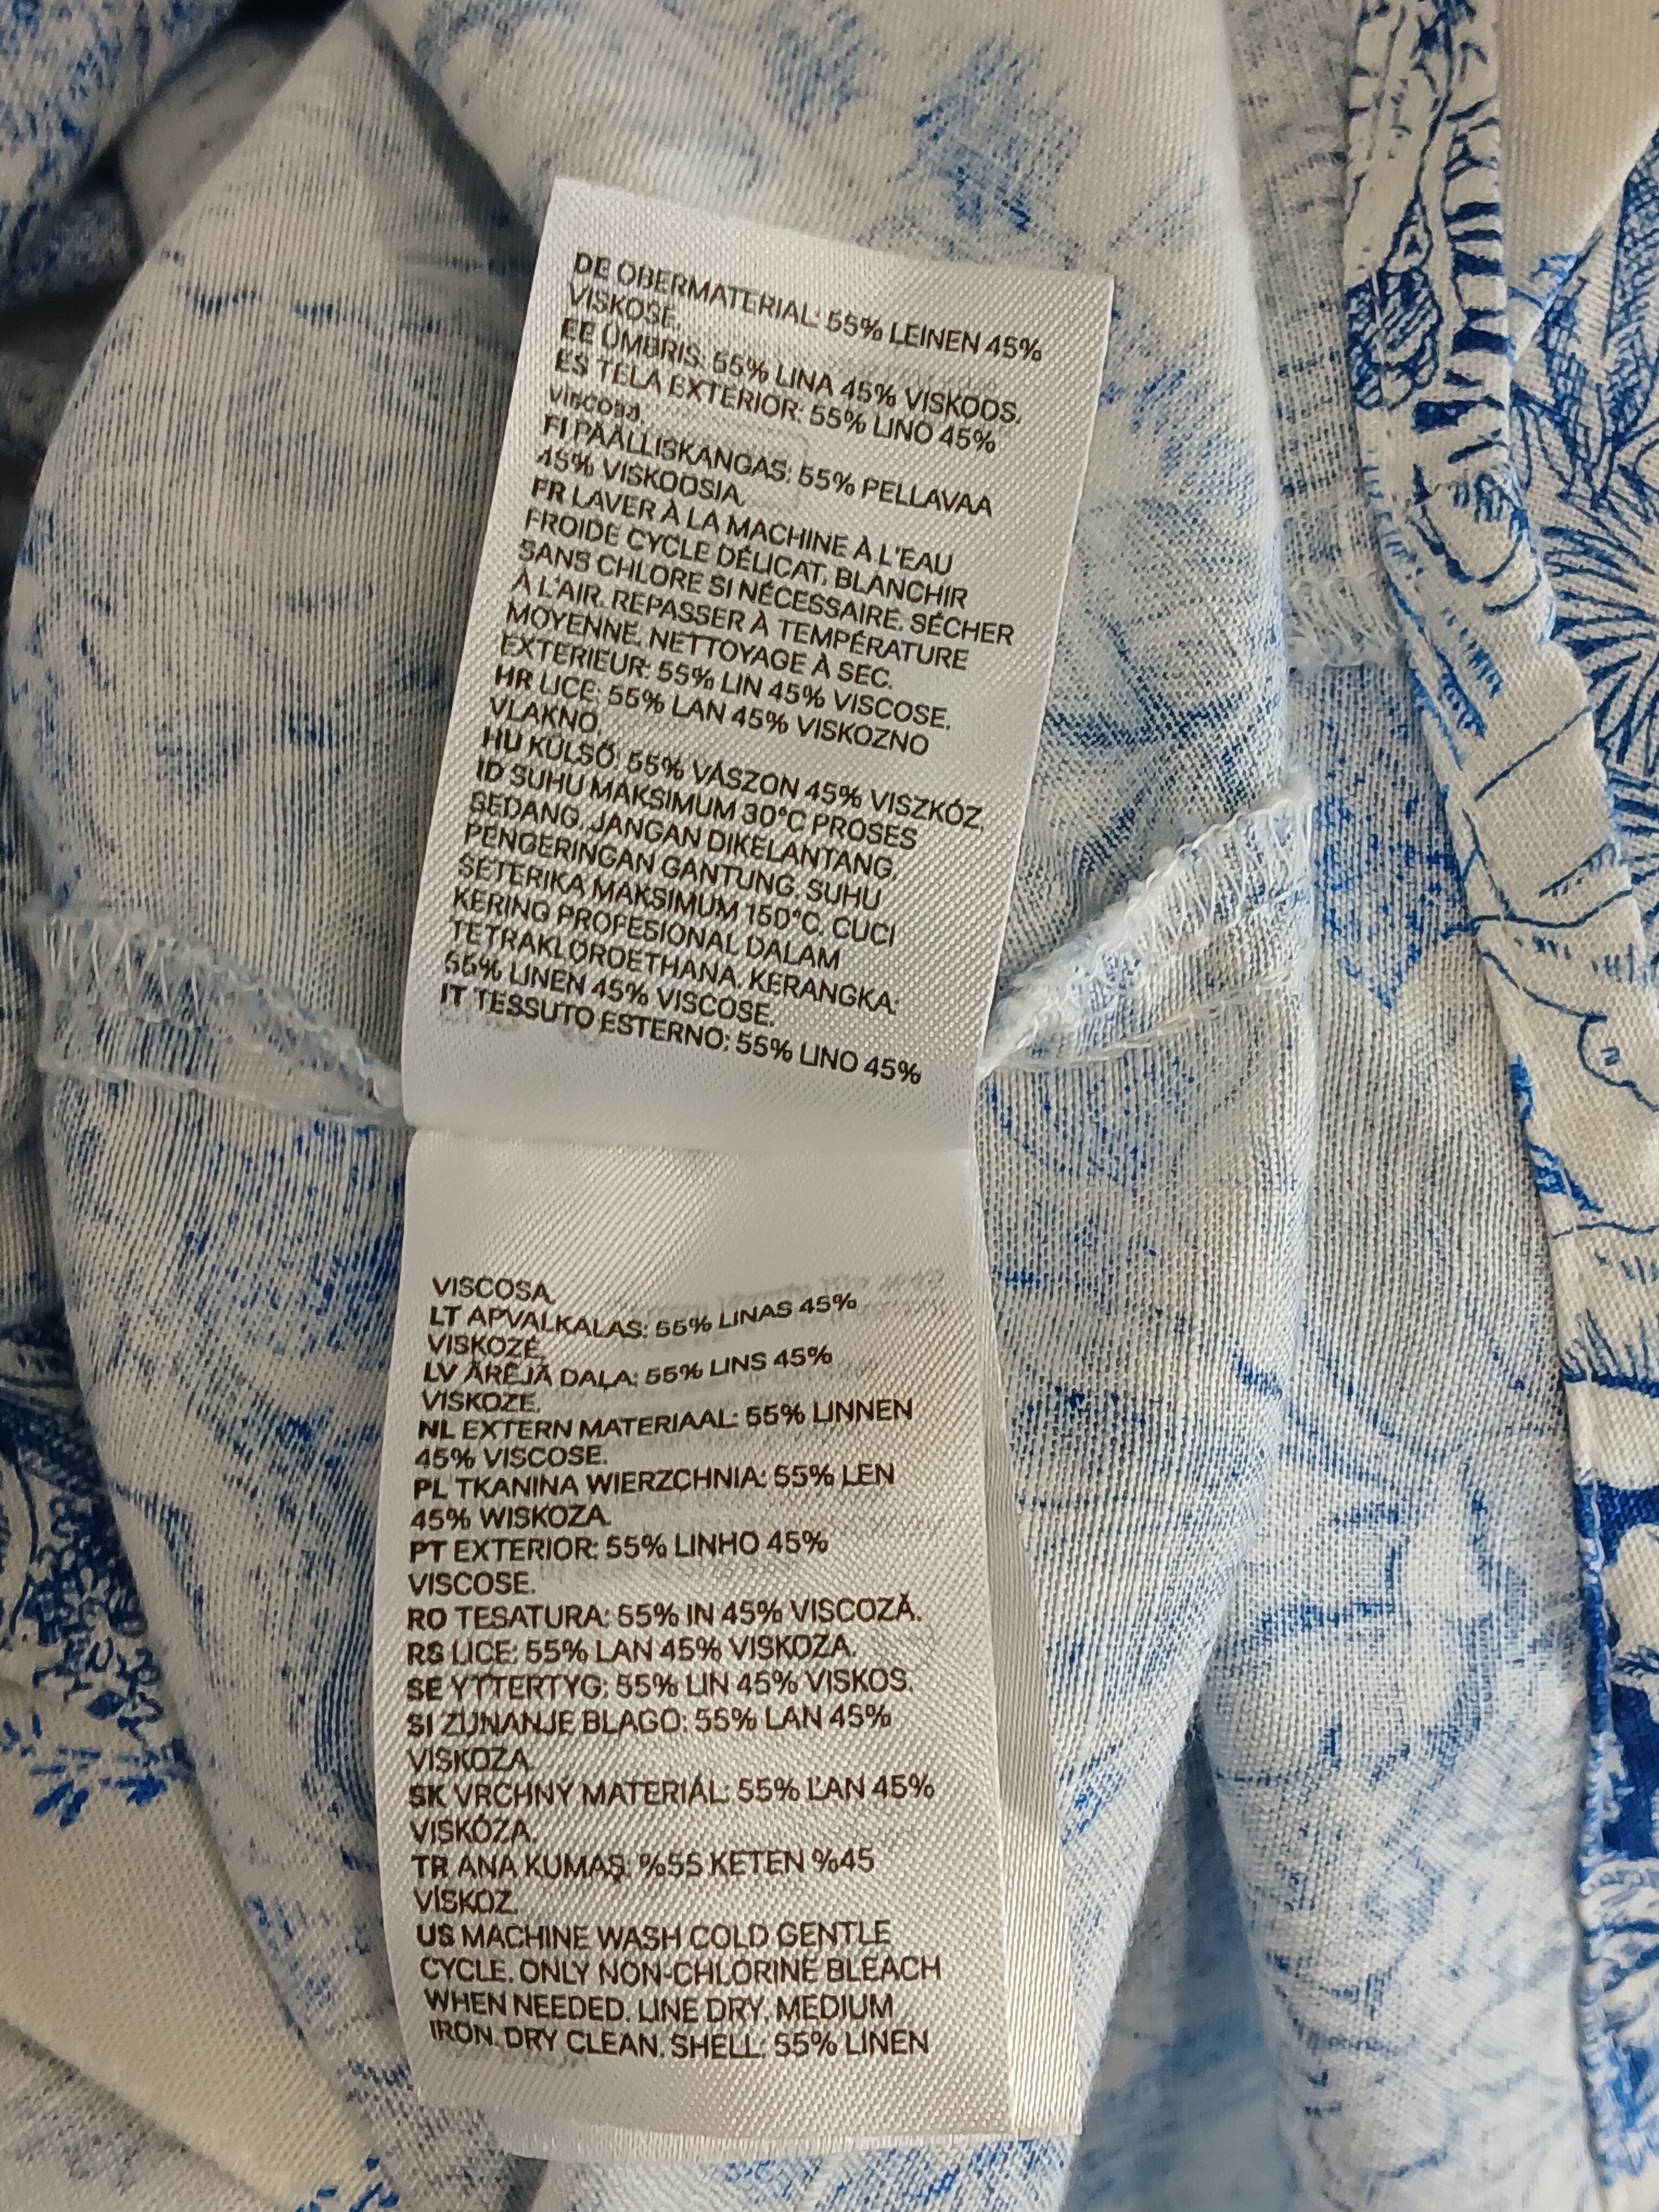 DE OBERMATERIAL: 55% LEINEN 45%
VISKOSE.
EE ÜMBRIS: 55% LINA 45% VISKOOS.
ES TELA EXTERIOR: 55% LINO 45%
viscosa.
FI PÄÄLLISKANGAS: 55% PELLAVAA
45% VISKOOSIA.
FR LAVER À LA MACHINE À L'EAU
FROIDE CYCLE DÉLICAT. BLANCHIR
SANS CHLORE SI NÉCESSAIRE. SÉCHER
À L'AIR. REPASSER À TEMPÉRATURE
MOYENNE. NETTOYAGE À SEC.
EXTERIEUR: 55% LIN 45% VISCOSE.
HR LICE: 55% LAN 45% VISKOZNO
VLAKNO.
HU KÜLSŐ: 55% VÁSZON 45% VISZKÓZ.
ID SUHU MAKSIMUM 30°C PROSES
SEDANG. JANGAN DIKELANTANG.
PENGERINGAN GANTUNG. SUHU
SETERIKA MAKSIMUM 150°C. CUCI
KERING PROFESIONAL DALAM
TETRAKLOROETHANA. KERANGKA:
55% LINEN 45% VISCOSE.
IT TESSUTO ESTERNO: 55% LINO 45%
VISCOSA.
LT APVALKALAS: 55% LINAS 45%
VISKOZĖ.
LV ĀRĒJĀ DAĻA: 55% LINS 45%
VISKOZE.
NL EXTERN MATERIAAL: 55% LINNEN
45% VISCOSE.
PL TKANINA WIERZCHNIA: 55% LEN
45% WISKOZA.
PT EXTERIOR: 55% LINHO 45%
VISCOSE.
RO TESATURA: 55% IN 45% VISCOZĂ.
RS LICE: 55% LAN 45% VISKOZA.
SE YTTERTYG: 55% LIN 45% VISKOS.
SI ZUNANJE BLAGO: 55% LAN 45%
VISKOZA.
SK VRCHNÝ MATERIÁL: 55% ĽAN 45%
VISKÓZA.
TR ANA KUMAŞ: %55 KETEN %45
VİSKOZ.
US MACHINE WASH COLD GENTLE
CYCLE. ONLY NON-CHLORINE BLEACH
WHEN NEEDED. LINE DRY. MEDIUM
IRON. DRY CLEAN. SHELL: 55% LINEN